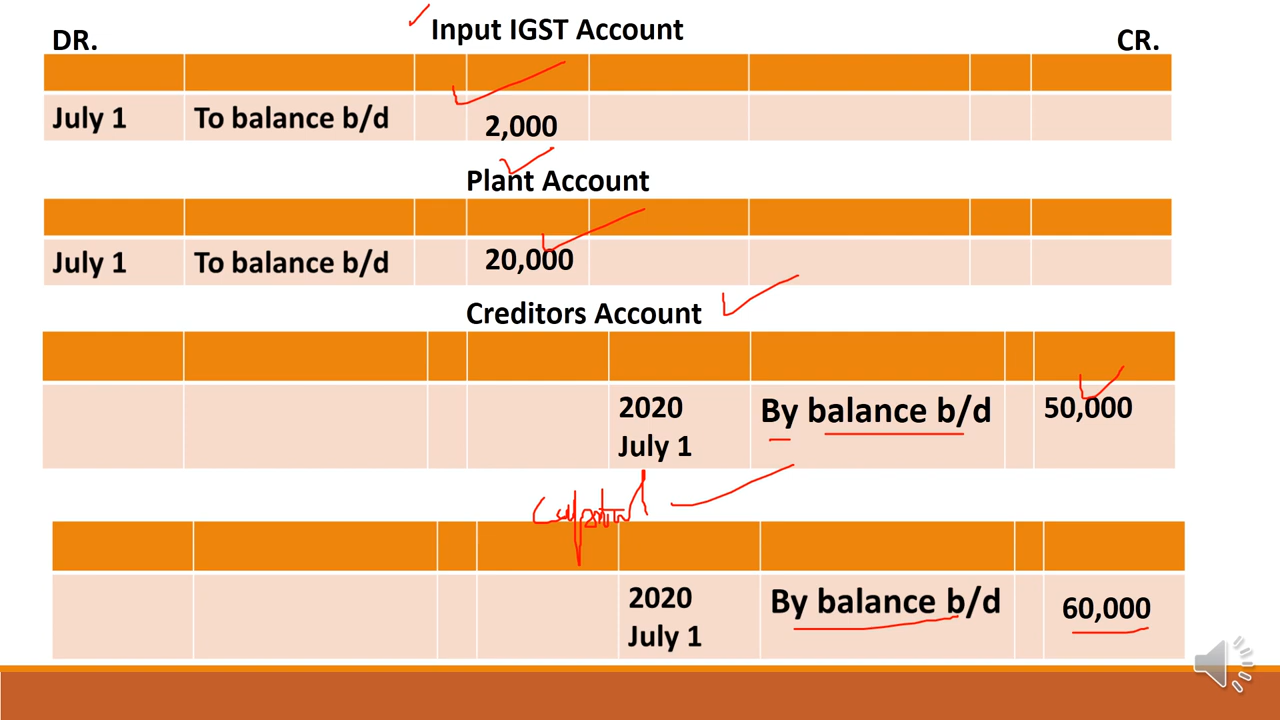 Input IGST Account
DR.
CR.
July 1 To balance b/d 2,000
Plant Account
July 1 To balance b/d 20,000
Creditors Account
2020 By balance b/d 50,000
July 1
Capital
2020 By balance b/d 60,000
July 1